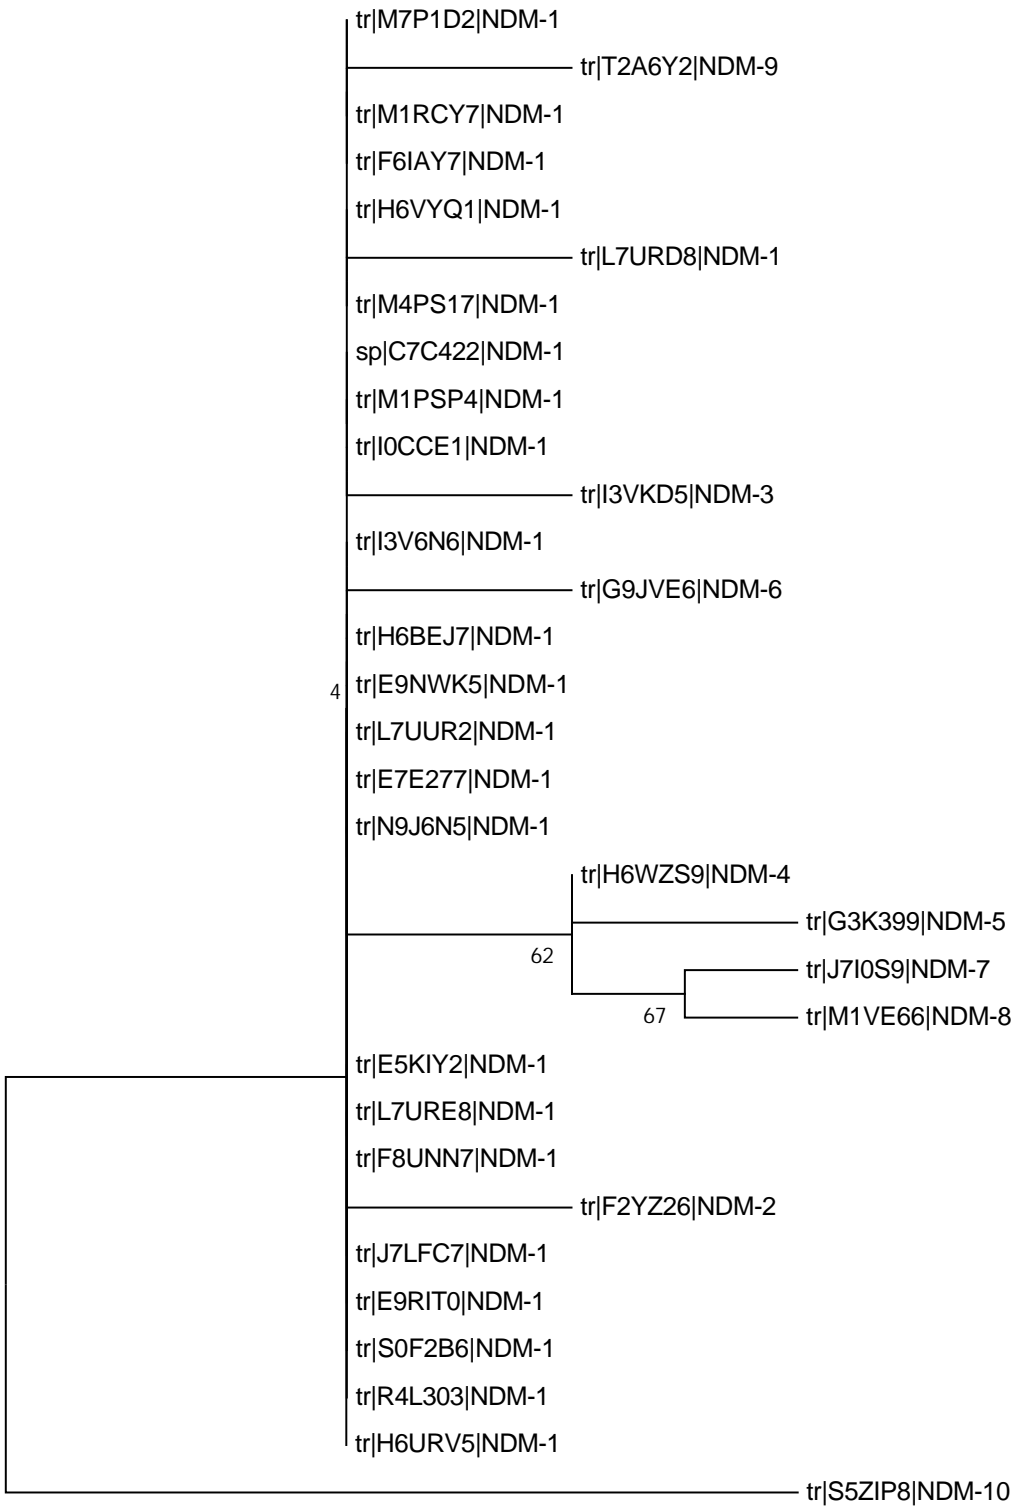 tr|M7P1D2|NDM-1
tr|T2A6Y2|NDM-9
tr|M1RCY7|NDM-1
tr|F6IAY7|NDM-1
tr|H6VYQ1|NDM-1
tr|L7URD8|NDM-1
tr|M4PS17|NDM-1
sp|C7C422|NDM-1
tr|M1PSP4|NDM-1
tr|I0CCE1|NDM-1
tr|I3VKD5|NDM-3
tr|I3V6N6|NDM-1
tr|G9JVE6|NDM-6
tr|H6BEJ7|NDM-1
4 tr|E9NWK5|NDM-1
tr|L7UUR2|NDM-1
tr|E7E277|NDM-1
tr|N9J6N5|NDM-1
tr|H6WZS9|NDM-4
tr|G3K399|NDM-5
62
tr|J7I0S9|NDM-7
67
tr|M1VE66|NDM-8
tr|E5KIY2|NDM-1
tr|L7URE8|NDM-1
tr|F8UNN7|NDM-1
tr|F2YZ26|NDM-2
tr|J7LFC7|NDM-1
tr|E9RIT0|NDM-1
tr|S0F2B6|NDM-1
tr|R4L303|NDM-1
tr|H6URV5|NDM-1
tr|S5ZIP8|NDM-10